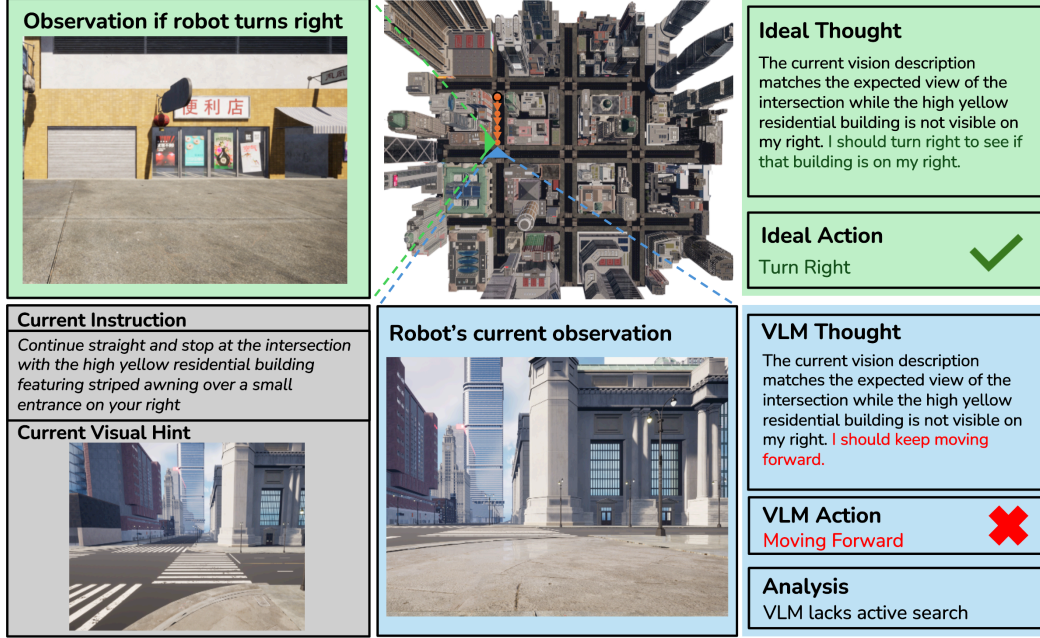 Observation if robot turns right
便利店
Ideal Thought
The current vision description
matches the expected view of the
intersection while the high yellow
residential building is not visible on
my right. I should turn right to see if
that building is on my right.
Ideal Action
Turn Right
Current Instruction
Continue straight and stop at the intersection
with the high yellow residential building
featuring striped awning over a small
entrance on your right
Current Visual Hint
Robot's current observation
VLM Thought
The current vision description
matches the expected view of the
intersection while the high yellow
residential building is not visible on
my right. I should keep moving
forward.
VLM Action
Moving Forward
Analysis
VLM lacks active search